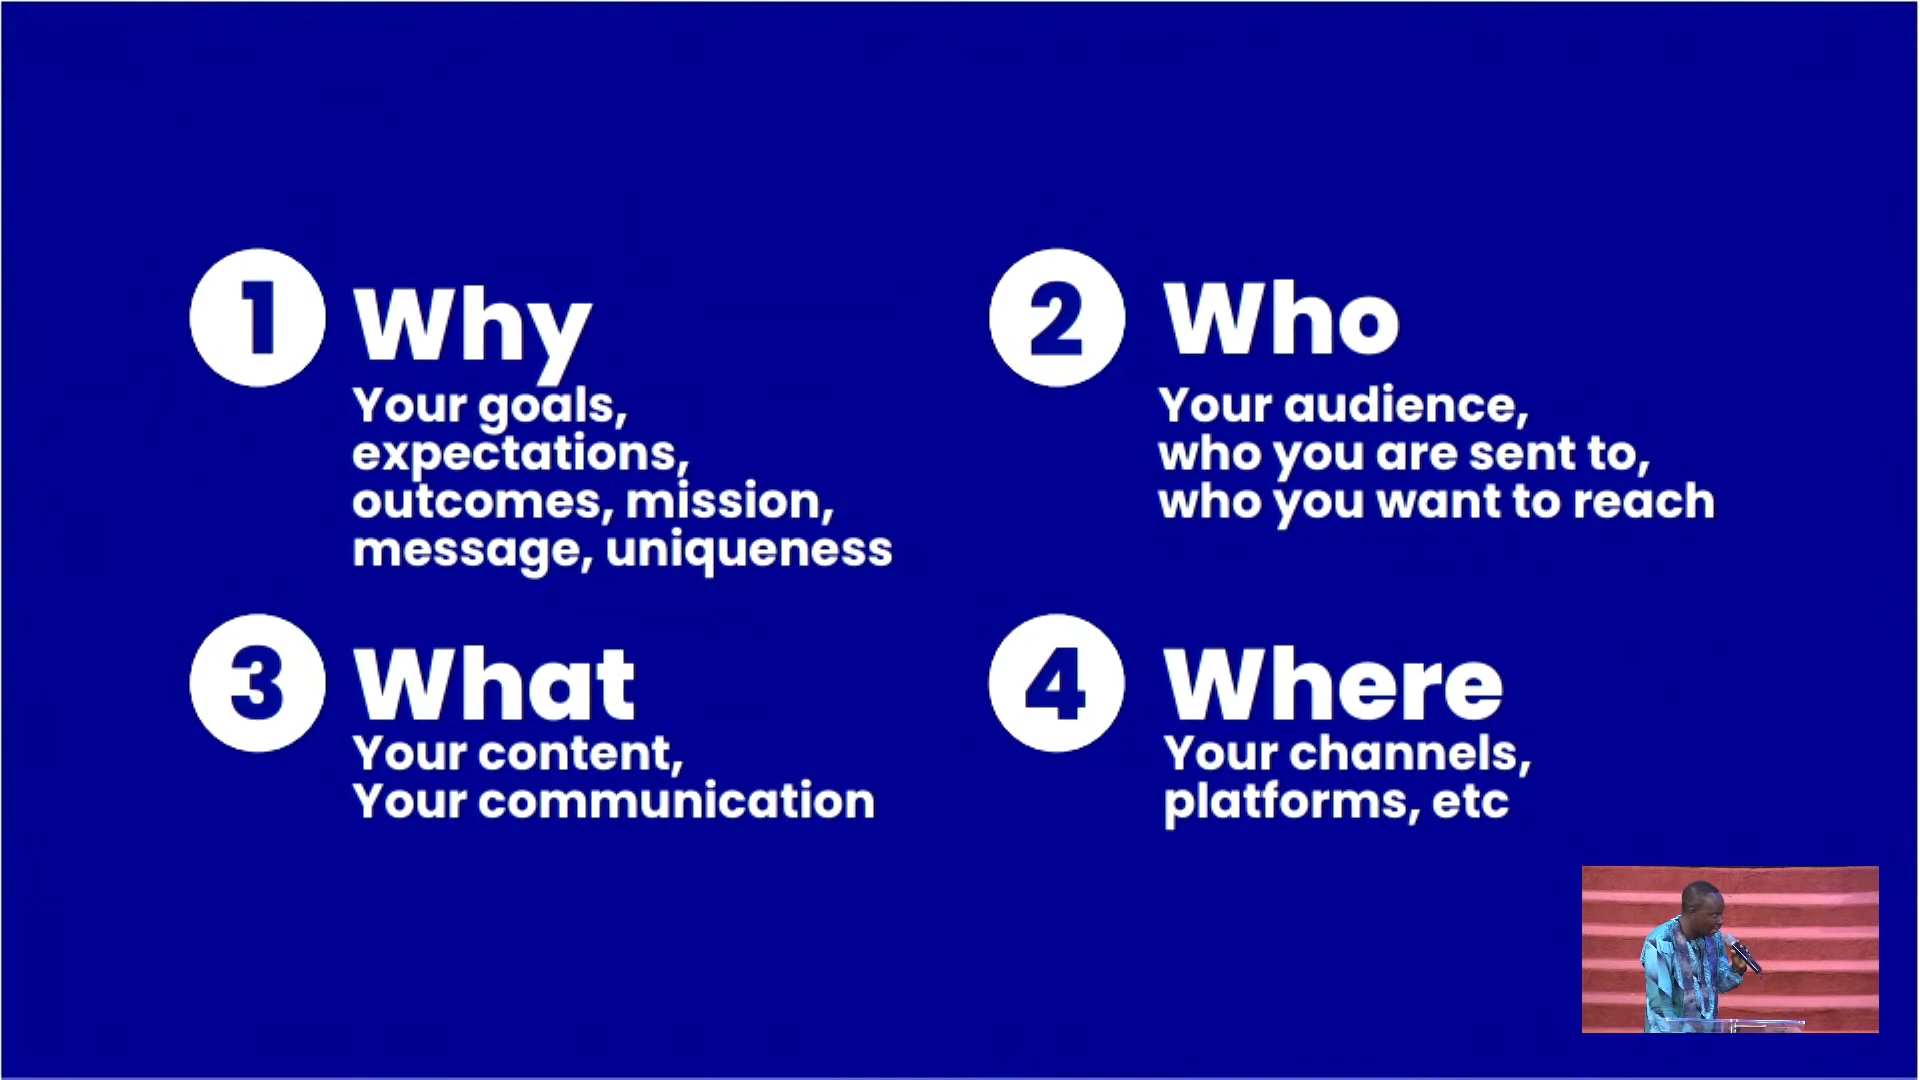 1 Why
Your goals,
expectations,
outcomes, mission,
message, uniqueness
2 Who
Your audience,
who you are sent to,
who you want to reach
3 What
Your content,
Your communication
4 Where
Your channels,
platforms, etc